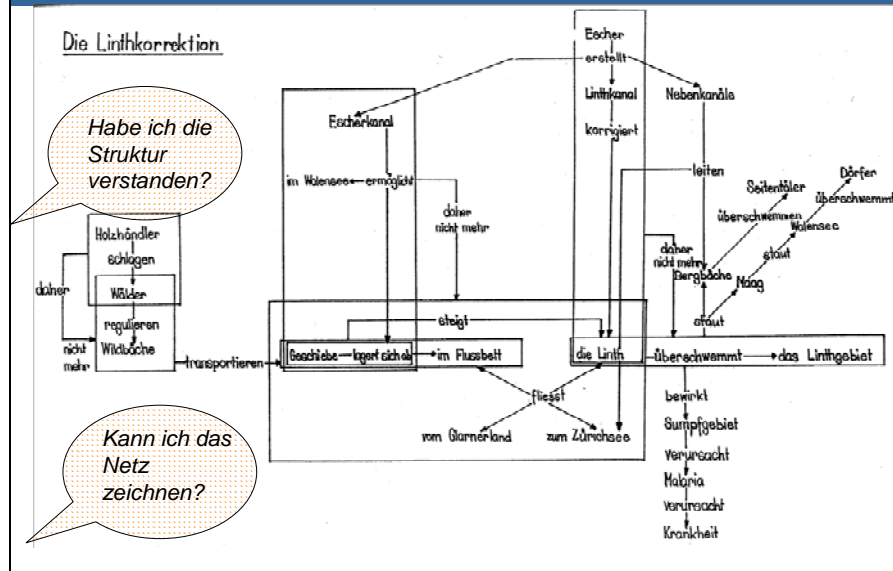 Die Linthkorrektion
Escher
erstellt
Linthkanal
Nebenkanäle
Escherkanal
korrigiert
Habe ich die
Struktur
verstanden?
im Walensee
ermöglicht
leiten
daher
nicht mehr
Seitentäler
Dörfer
überschwemmt
überschwemmen
Walensee
staut
daher
nicht mehr
Bergbäche
Maag
staut
Holzhändler
schlagen
Wälder
daher
regulieren
nicht
mehr
Wildbäche
transportieren
steigt
Geschiebe
lagert sich ab
im Flussbett
die Linth
überschwemmt
das Linthgebiet
fliesst
vom Glarnerland
zum Zürichsee
bewirkt
Sumpfgebiet
verursacht
Malaria
verursacht
Krankheit
Kann ich das
Netz
zeichnen?